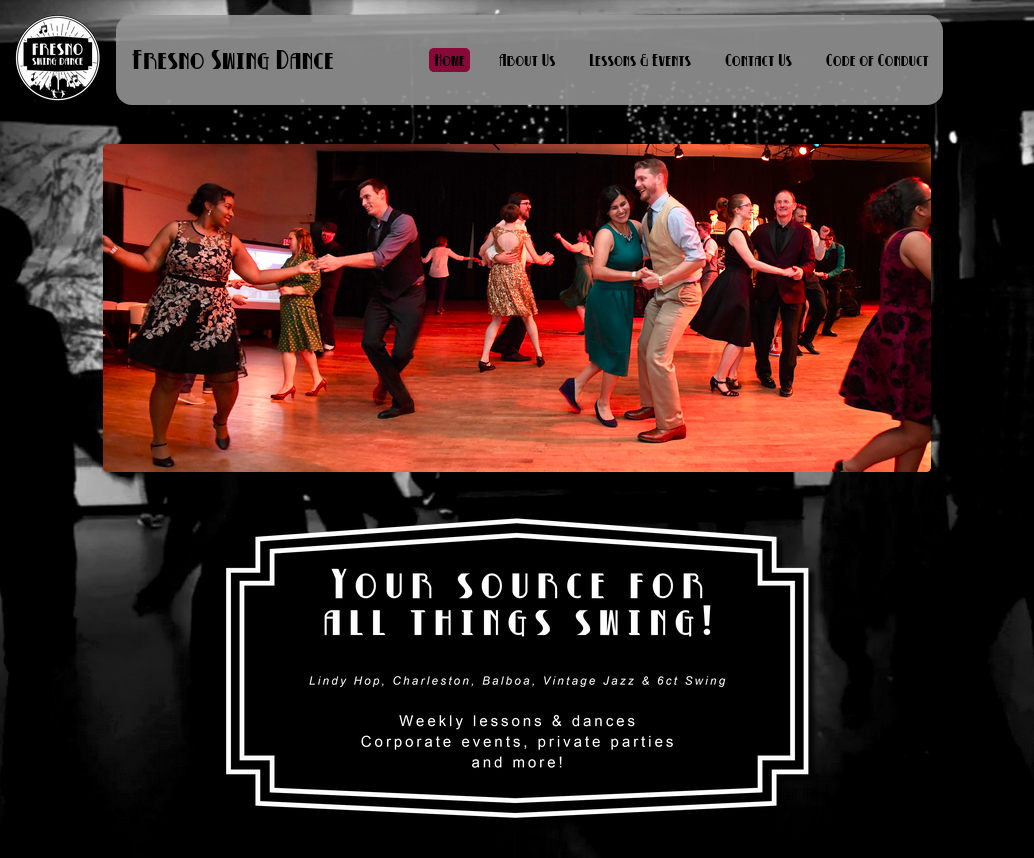 FRESNO
SWING DANCE
Fresno Swing Dance
Home
About Us
Lessons & Events
Contact Us
Code of Conduct
Your source for
all things swing!
Lindy Hop, Charleston, Balboa, Vintage Jazz & 6ct Swing
Weekly lessons & dances
Corporate events, private parties
and more!